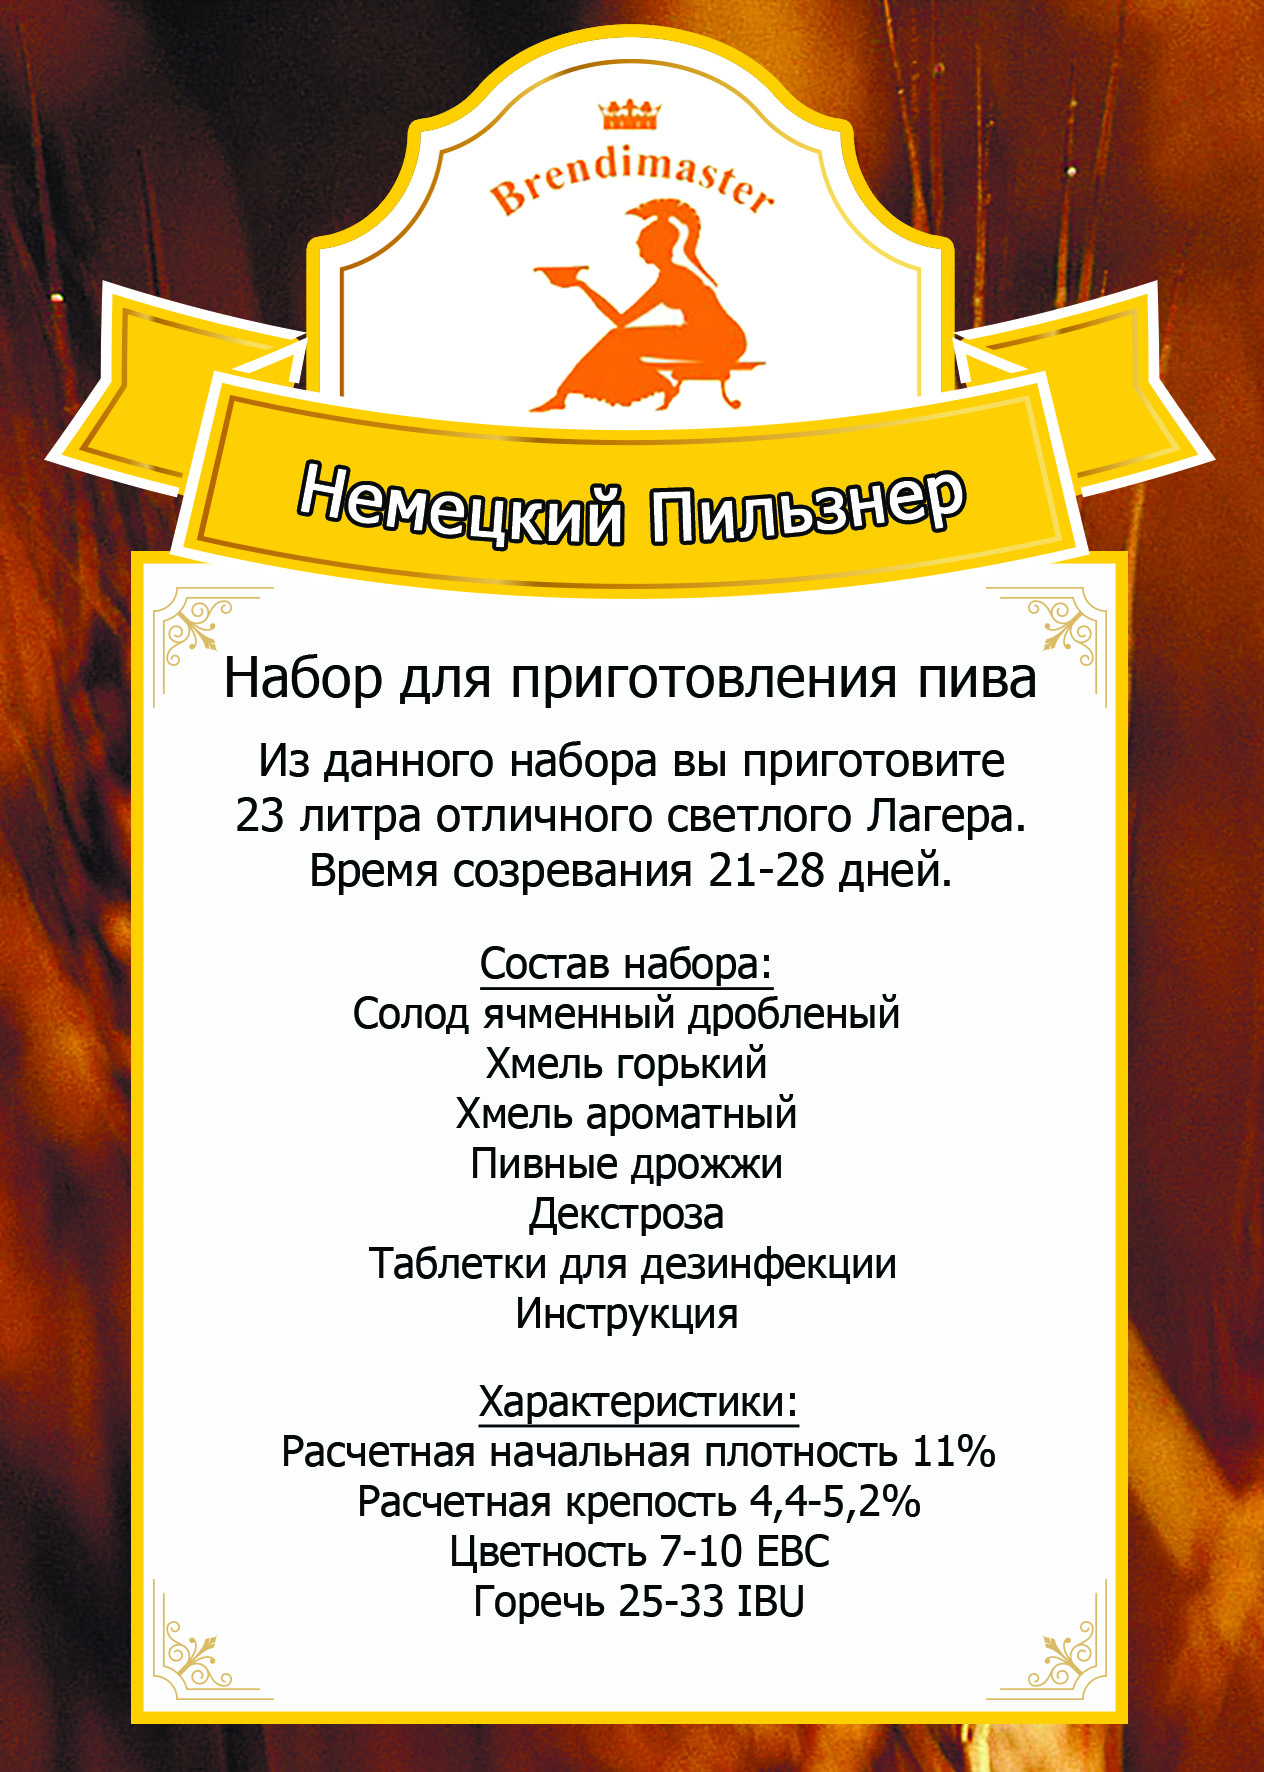 Brendimaster
Немецкий Пильзнер
Набор для приготовления пива
Из данного набора вы приготовите
23 литра отличного светлого Лагера.
Время созревания 21-28 дней.
Состав набора:
Солод ячменный дробленый
Хмель горький
Хмель ароматный
Пивные дрожжи
Декстроза
Таблетки для дезинфекции
Инструкция
Характеристики:
Расчетная начальная плотность 11%
Расчетная крепость 4,4-5,2%
Цветность 7-10 EBC
Горечь 25-33 IBU